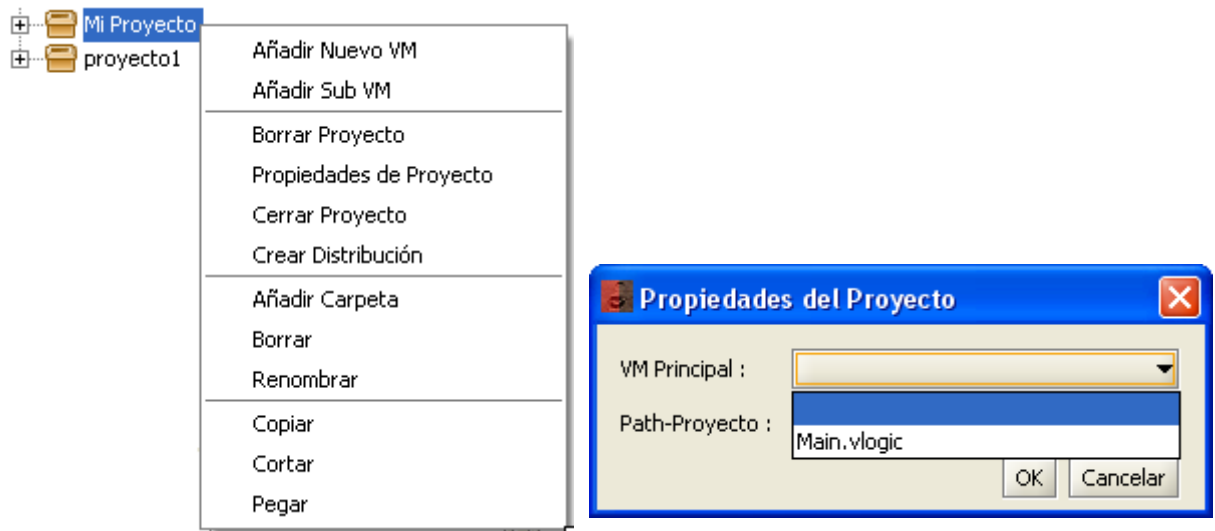 Mi Proyecto
proyecto1
Añadir Nuevo VM
Añadir Sub VM
Borrar Proyecto
Propiedades de Proyecto
Cerrar Proyecto
Crear Distribución
Añadir Carpeta
Borrar
Renombrar
Copiar
Cortar
Pegar
Propiedades del Proyecto
VM Principal :
Path-Proyecto :
Main.vlogic
OK Cancelar